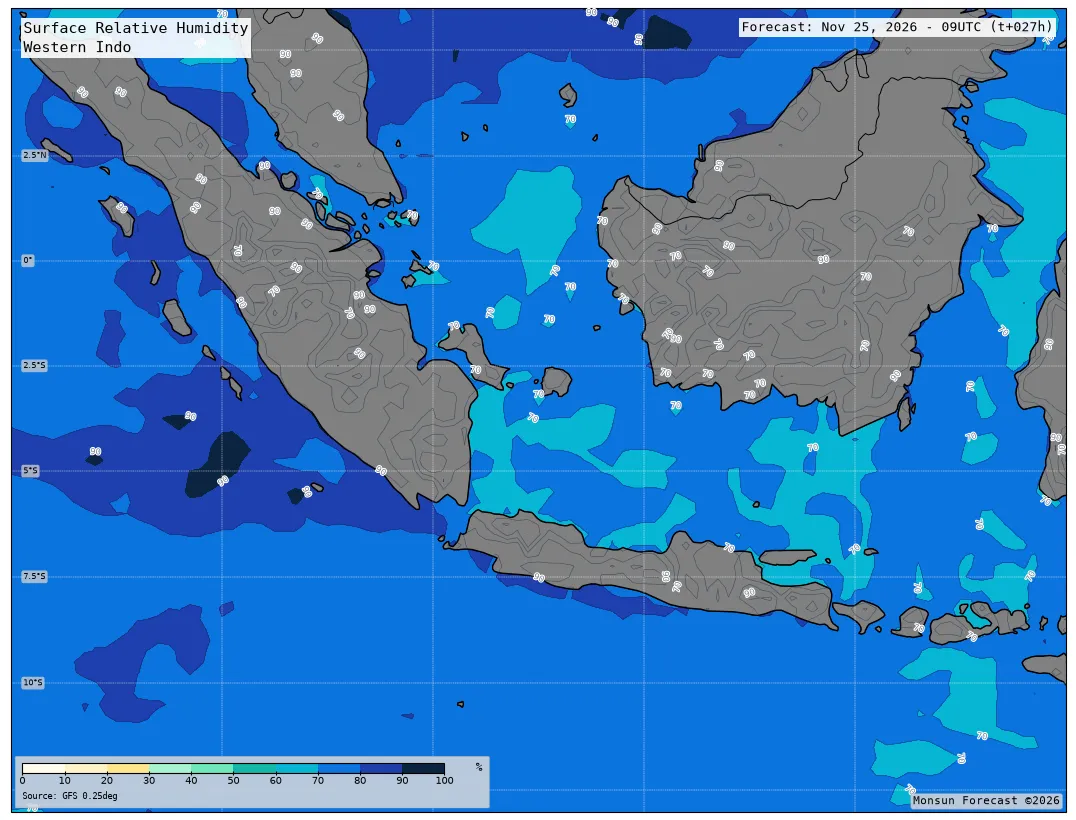 Surface Relative Humidity
Western Indo
Forecast: Nov 25, 2026 - 09UTC (t+027h)
2.5°N
0°
2.5°S
5°S
7.5°S
10°S
0 10 20 30 40 50 60 70 80 90 100
%
Source: GFS 0.25deg
Monsun Forecast ©2026